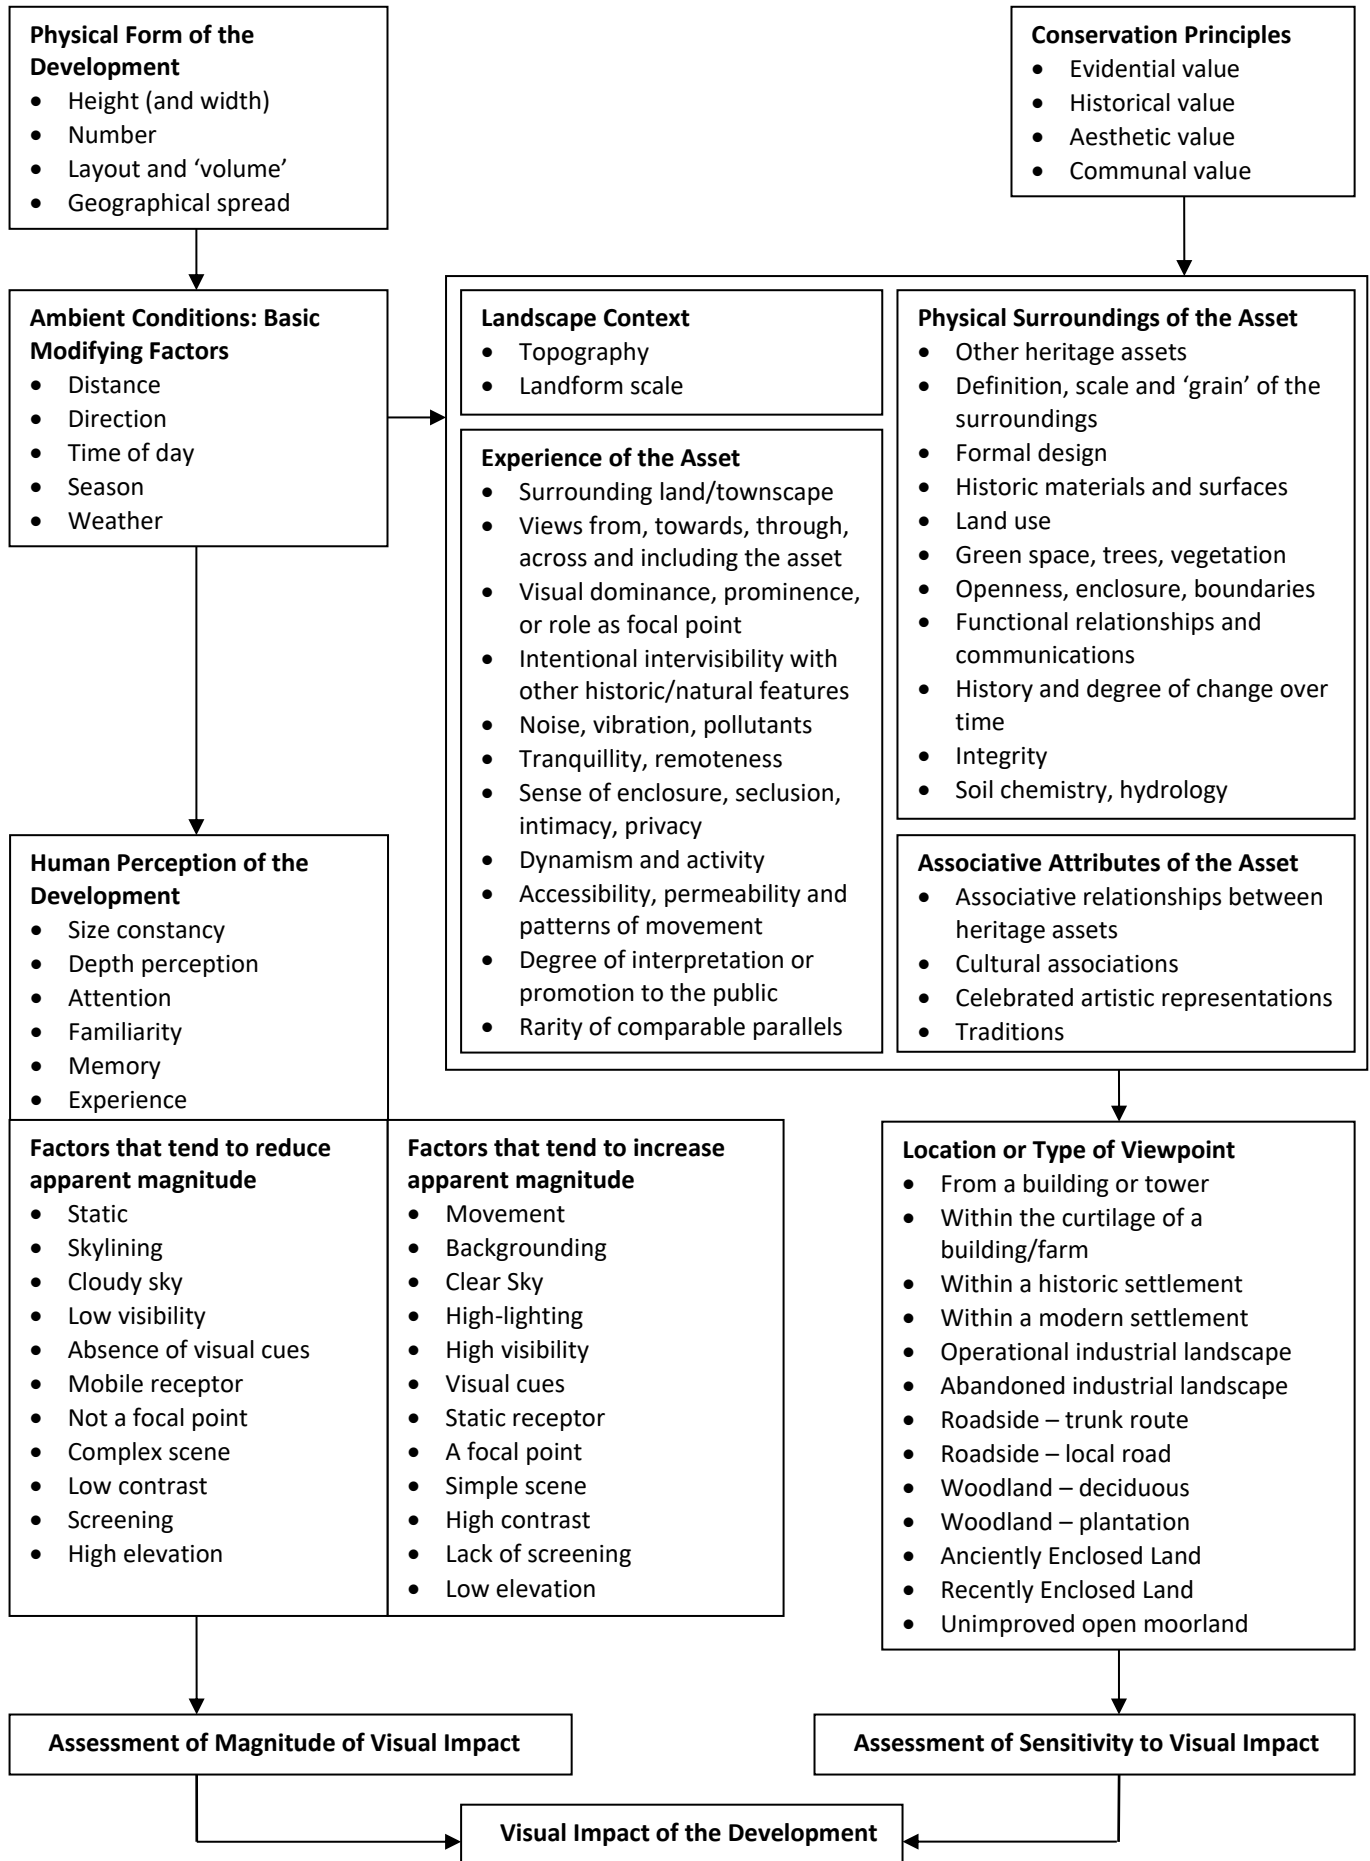 Physical Form of the
Development
• Height (and width)
• Number
• Layout and ‘volume’
• Geographical spread
Conservation Principles
• Evidential value
• Historical value
• Aesthetic value
• Communal value
Ambient Conditions: Basic
Modifying Factors
• Distance
• Direction
• Time of day
• Season
• Weather
Landscape Context
• Topography
• Landform scale
Experience of the Asset
• Surrounding land/townscape
• Views from, towards, through,
across and including the asset
• Visual dominance, prominence,
or role as focal point
• Intentional intervisibility with
other historic/natural features
• Noise, vibration, pollutants
• Tranquillity, remoteness
• Sense of enclosure, seclusion,
intimacy, privacy
• Dynamism and activity
• Accessibility, permeability and
patterns of movement
• Degree of interpretation or
promotion to the public
• Rarity of comparable parallels
Physical Surroundings of the Asset
• Other heritage assets
• Definition, scale and ‘grain’ of the
surroundings
• Formal design
• Historic materials and surfaces
• Land use
• Green space, trees, vegetation
• Openness, enclosure, boundaries
• Functional relationships and
communications
• History and degree of change over
time
• Integrity
• Soil chemistry, hydrology
Associative Attributes of the Asset
• Associative relationships between
heritage assets
• Cultural associations
• Celebrated artistic representations
• Traditions
Human Perception of the
Development
• Size constancy
• Depth perception
• Attention
• Familiarity
• Memory
• Experience
Factors that tend to reduce
apparent magnitude
• Static
• Skylining
• Cloudy sky
• Low visibility
• Absence of visual cues
• Mobile receptor
• Not a focal point
• Complex scene
• Low contrast
• Screening
• High elevation
Factors that tend to increase
apparent magnitude
• Movement
• Backgrounding
• Clear Sky
• High-lighting
• High visibility
• Visual cues
• Static receptor
• A focal point
• Simple scene
• High contrast
• Lack of screening
• Low elevation
Location or Type of Viewpoint
• From a building or tower
• Within the curtilage of a
building/farm
• Within a historic settlement
• Within a modern settlement
• Operational industrial landscape
• Abandoned industrial landscape
• Roadside – trunk route
• Roadside – local road
• Woodland – deciduous
• Woodland – plantation
• Anciently Enclosed Land
• Recently Enclosed Land
• Unimproved open moorland
Assessment of Magnitude of Visual Impact
Assessment of Sensitivity to Visual Impact
Visual Impact of the Development